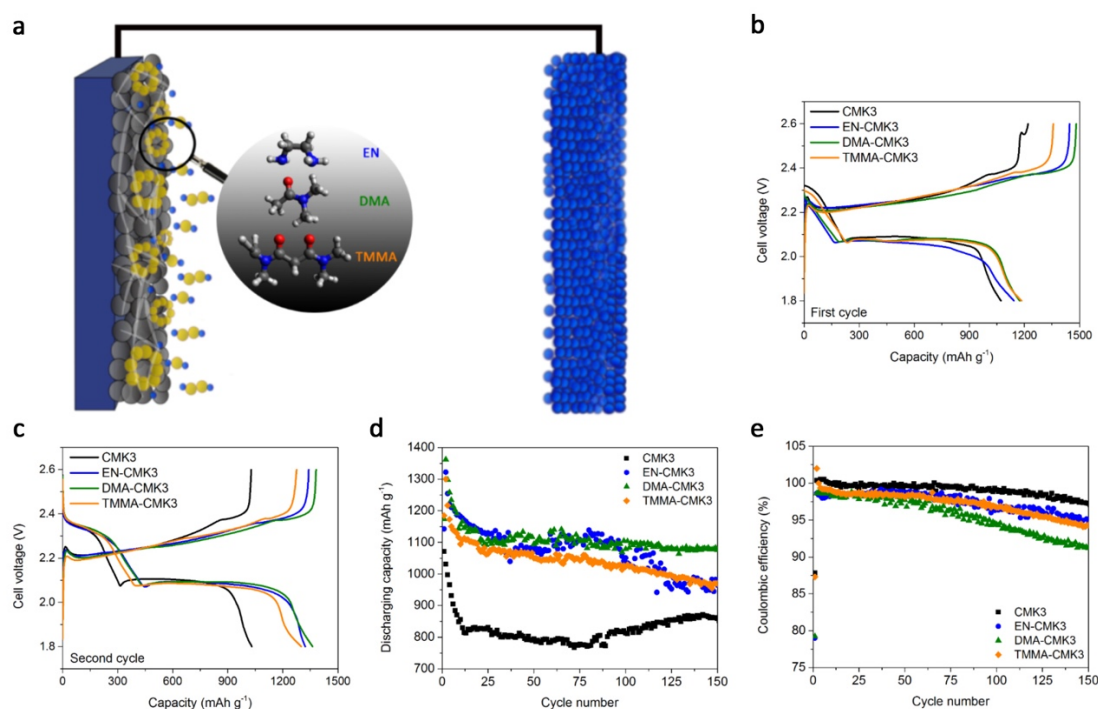 a
EN
DMA
TMMA
b
CMK3
EN-CMK3
DMA-CMK3
TMMA-CMK3
2.6
2.4
2.2
2.0
1.8
Cell voltage (V)
First cycle
0 300 600 900 1200 1500
Capacity (mAh g⁻¹)
c
CMK3
EN-CMK3
DMA-CMK3
TMMA-CMK3
2.6
2.4
2.2
2.0
1.8
Cell voltage (V)
Second cycle
0 300 600 900 1200 1500
Capacity (mAh g⁻¹)
d
1400
1300
1200
1100
1000
900
800
700
Discharging capacity (mAh g⁻¹)
CMK3
EN-CMK3
DMA-CMK3
TMMA-CMK3
0 25 50 75 100 125 150
Cycle number
e
105
100
95
90
85
80
75
Coulombic efficiency (%)
CMK3
EN-CMK3
DMA-CMK3
TMMA-CMK3
0 25 50 75 100 125 150
Cycle number